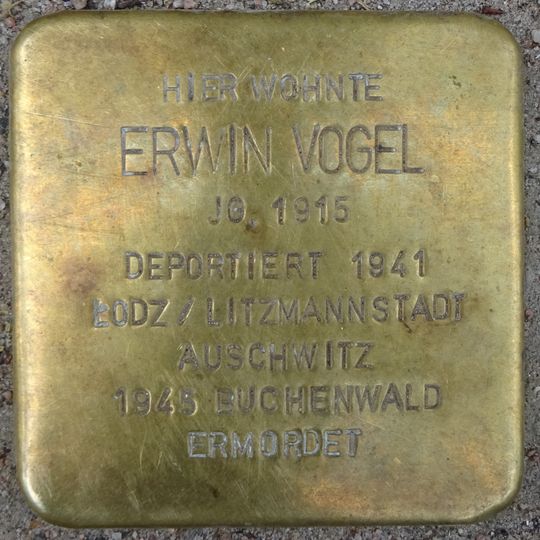 HIER WOHNTE
ERWIN VOGEL
JG. 1915
DEPORTIERT 1941
ŁODZ / LITZMANNSTADT
AUSCHWITZ
1945 BUCHENWALD
ERMORDET